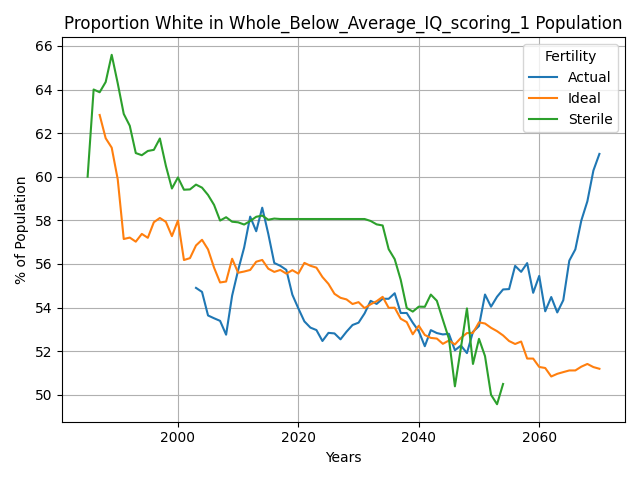 Proportion White in Whole_Below_Average_IQ_scoring_1 Population
Fertility
Actual
Ideal
Sterile
% of Population
66
64
62
60
58
56
54
52
50
2000
2020
2040
2060
Years